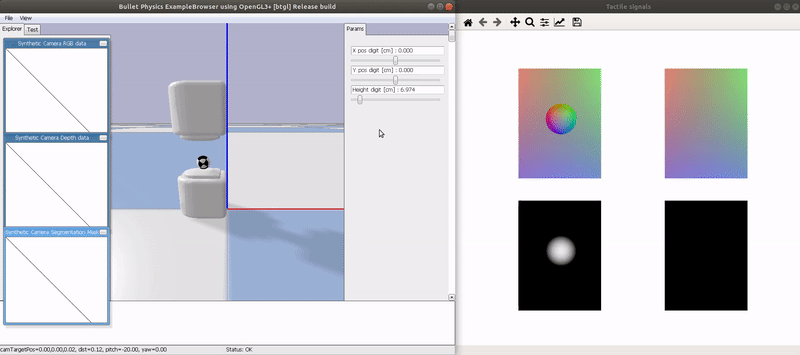 Bullet Physics ExampleBrowser using OpenGL3+ [btgl] Release build
File View
Explorer Test
Synthetic Camera RGB data
Synthetic Camera Depth data
Synthetic Camera Segmentation Mask
Params
X pos digit [cm] : 0.000
Y pos digit [cm] : 0.000
Height digit [cm] : 6.974
camTargetPos=0.00,0.00,0.02, dist=0.12, pitch=-20.00, yaw=0.00 Status: OK
Tactile signals